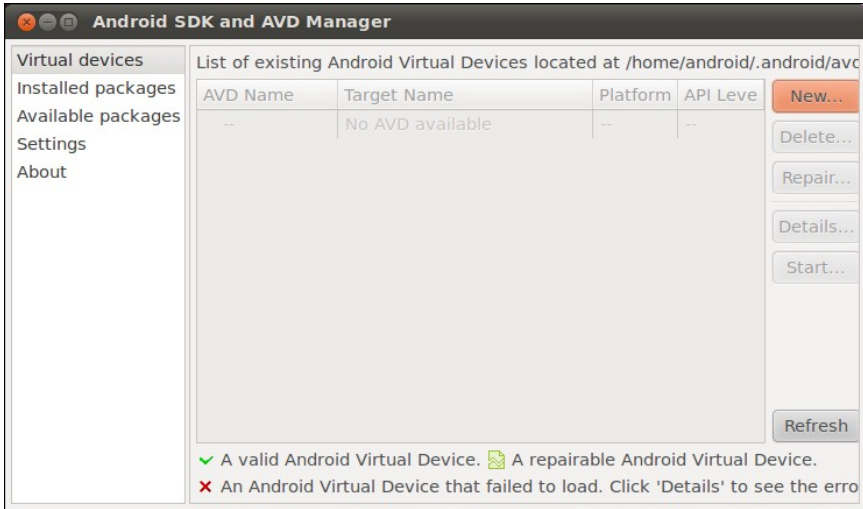 Android SDK and AVD Manager
Virtual devices
Installed packages
Available packages
Settings
About
List of existing Android Virtual Devices located at /home/android/.android/avd
AVD Name Target Name Platform API Leve
-- No AVD available -- --
New...
Delete...
Repair...
Details...
Start...
Refresh
A valid Android Virtual Device. A repairable Android Virtual Device.
An Android Virtual Device that failed to load. Click 'Details' to see the erro